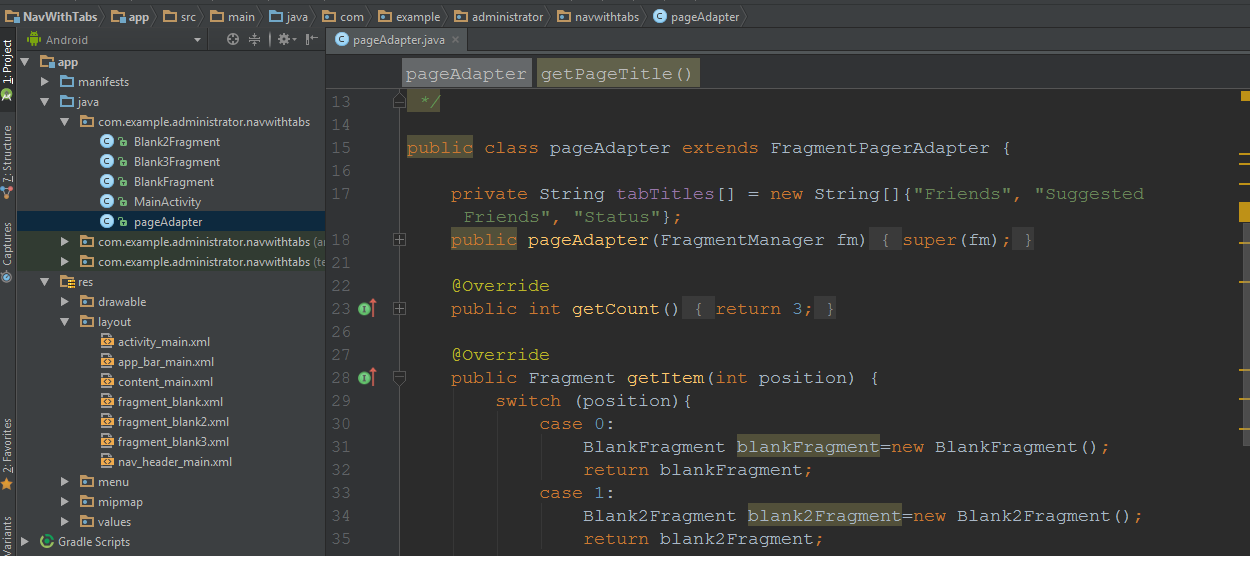 NavWithTabs app src main java com example administrator navwithtabs pageAdapter
Android
pageAdapter.java
1: Project
7: Structure
Captures
2: Favorites
Variants
app
manifests
java
com.example.administrator.navwithtabs
Blank2Fragment
Blank3Fragment
BlankFragment
MainActivity
pageAdapter
com.example.administrator.navwithtabs (ar
com.example.administrator.navwithtabs (te
res
drawable
layout
activity_main.xml
app_bar_main.xml
content_main.xml
fragment_blank.xml
fragment_blank2.xml
fragment_blank3.xml
nav_header_main.xml
menu
mipmap
values
Gradle Scripts
pageAdapter getPageTitle()
13 */
14
15 public class pageAdapter extends FragmentPagerAdapter {
16
17 private String tabTitles[] = new String[]{"Friends", "Suggested
Friends", "Status"};
18 public pageAdapter(FragmentManager fm) { super(fm); }
21
22 @Override
23 public int getCount() { return 3; }
26
27 @Override
28 public Fragment getItem(int position) {
29 switch (position){
30 case 0:
31 BlankFragment blankFragment=new BlankFragment();
32 return blankFragment;
33 case 1:
34 Blank2Fragment blank2Fragment=new Blank2Fragment();
35 return blank2Fragment;